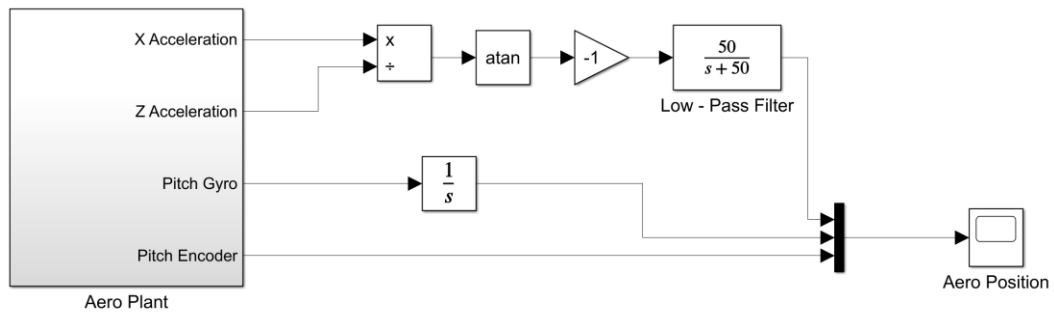 X Acceleration
x
÷
atan
-1
50
s + 50
Low - Pass Filter
Z Acceleration
Pitch Gyro
1
s
Pitch Encoder
Aero Plant
Aero Position